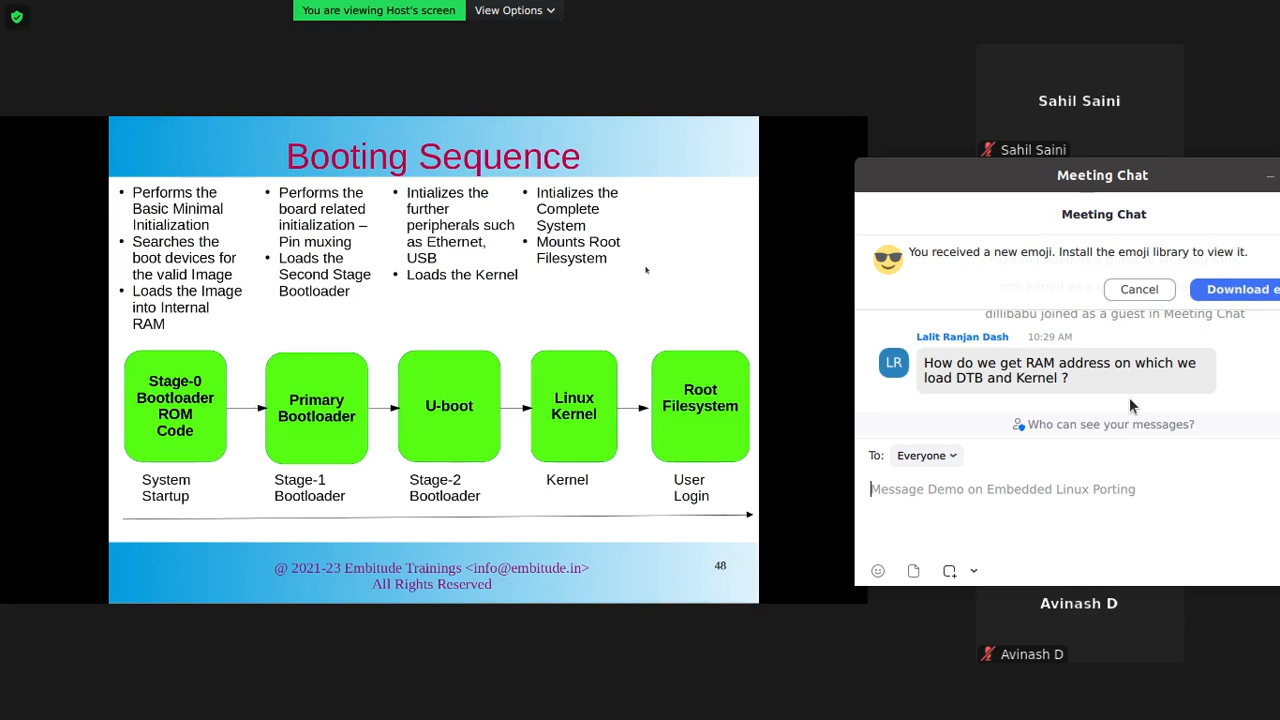 You are viewing Host's screen
View Options
Sahil Saini
Sahil Saini
Booting Sequence
• Performs the
Basic Minimal
Initialization
• Searches the
boot devices for
the valid Image
• Loads the Image
into Internal
RAM
• Performs the
board related
initialization –
Pin muxing
• Loads the
Second Stage
Bootloader
• Intializes the
further
peripherals such
as Ethernet,
USB
• Loads the Kernel
• Intializes the
Complete
System
• Mounts Root
Filesystem
Stage-0
Bootloader
ROM
Code
Primary
Bootloader
U-boot
Linux
Kernel
Root
Filesystem
System
Startup
Stage-1
Bootloader
Stage-2
Bootloader
Kernel
User
Login
@ 2021-23 Embitude Trainings <info@embitude.in>
All Rights Reserved
48
Meeting Chat
Meeting Chat
You received a new emoji. Install the emoji library to view it.
Cancel
Download e
dillibabu joined as a guest in Meeting Chat
Lalit Ranjan Dash 10:29 AM
LR
How do we get RAM address on which we
load DTB and Kernel ?
Who can see your messages?
To: Everyone
Message Demo on Embedded Linux Porting
Avinash D
Avinash D